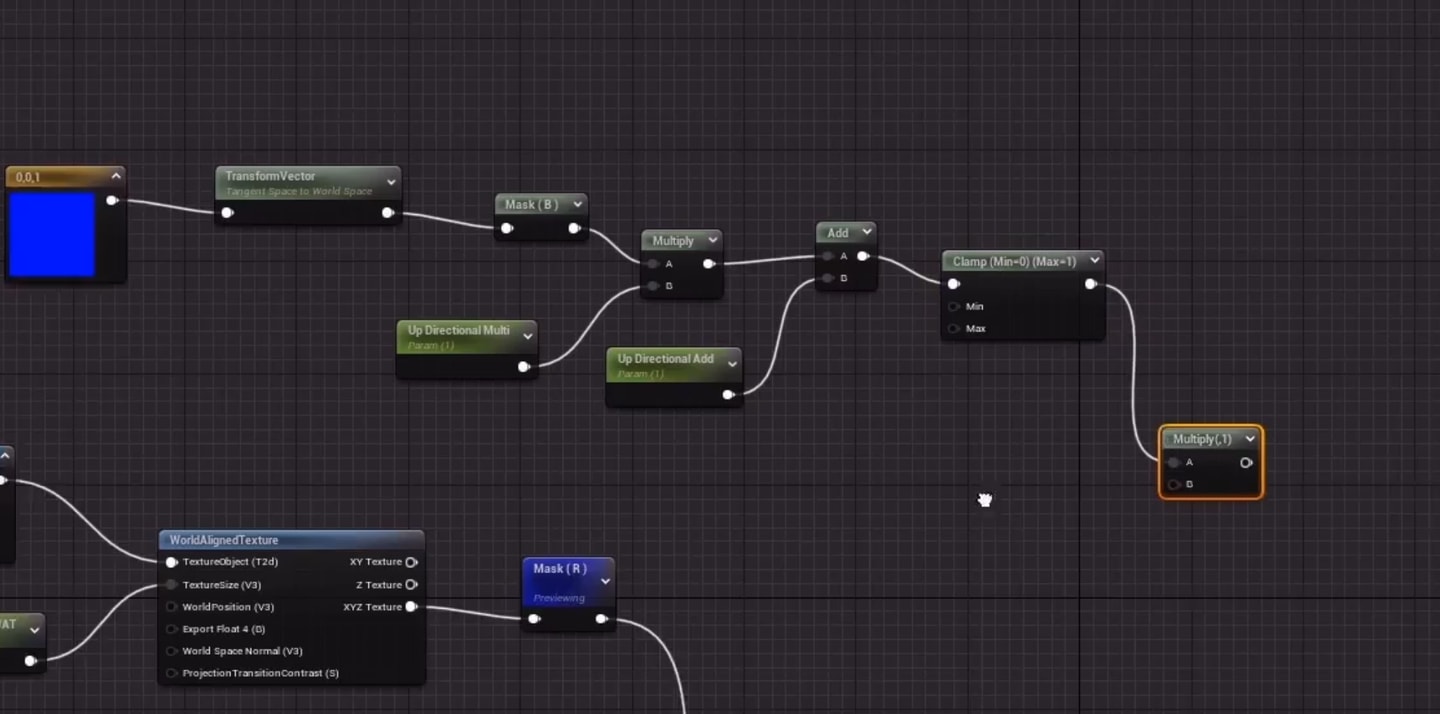 0,0,1
TransformVector
Tangent Space to World Space
Mask ( B )
Multiply
A
B
Add
A
B
Clamp (Min=0) (Max=1)
Min
Max
Up Directional Multi
Param (1)
Up Directional Add
Param (1)
Multiply(,1)
A
B
WorldAlignedTexture
TextureObject (T2d) XY Texture
TextureSize (V3) Z Texture
WorldPosition (V3) XYZ Texture
Export Float 4 (B)
World Space Normal (V3)
ProjectionTransitionContrast (S)
Mask ( R )
Previewing
AT